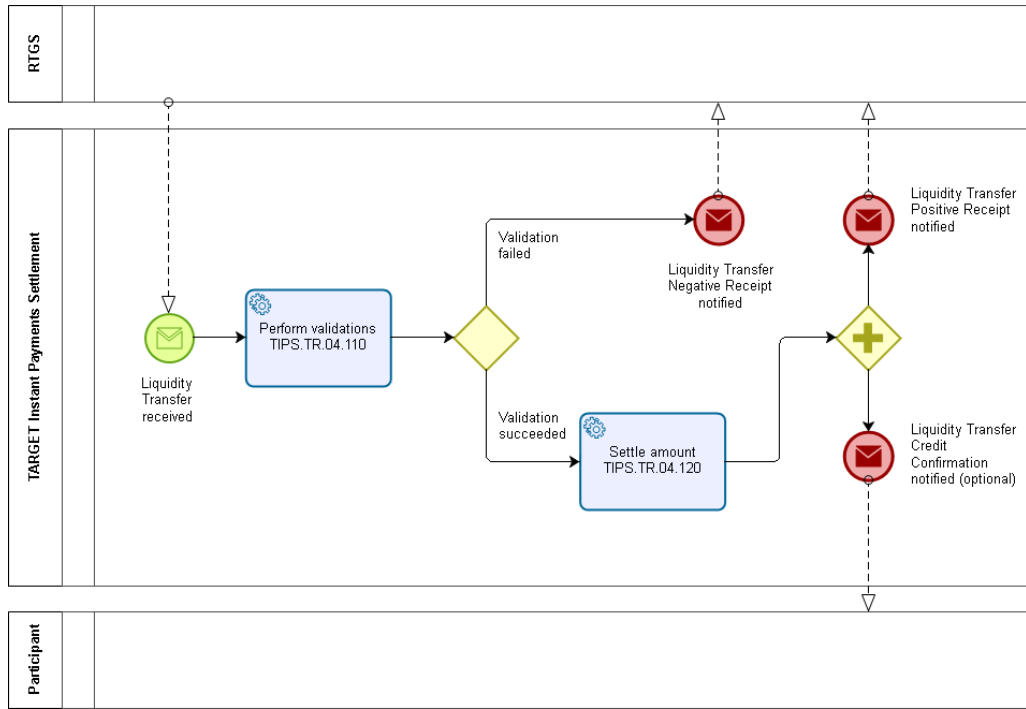 RTGS
TARGET Instant Payments Settlement
Liquidity
Transfer
received
Perform validations
TIPS.TR.04.110
Validation
failed
Liquidity Transfer
Negative Receipt
notified
Validation
succeeded
Settle amount
TIPS.TR.04.120
Liquidity Transfer
Positive Receipt
notified
Liquidity Transfer
Credit
Confirmation
notified (optional)
Participant